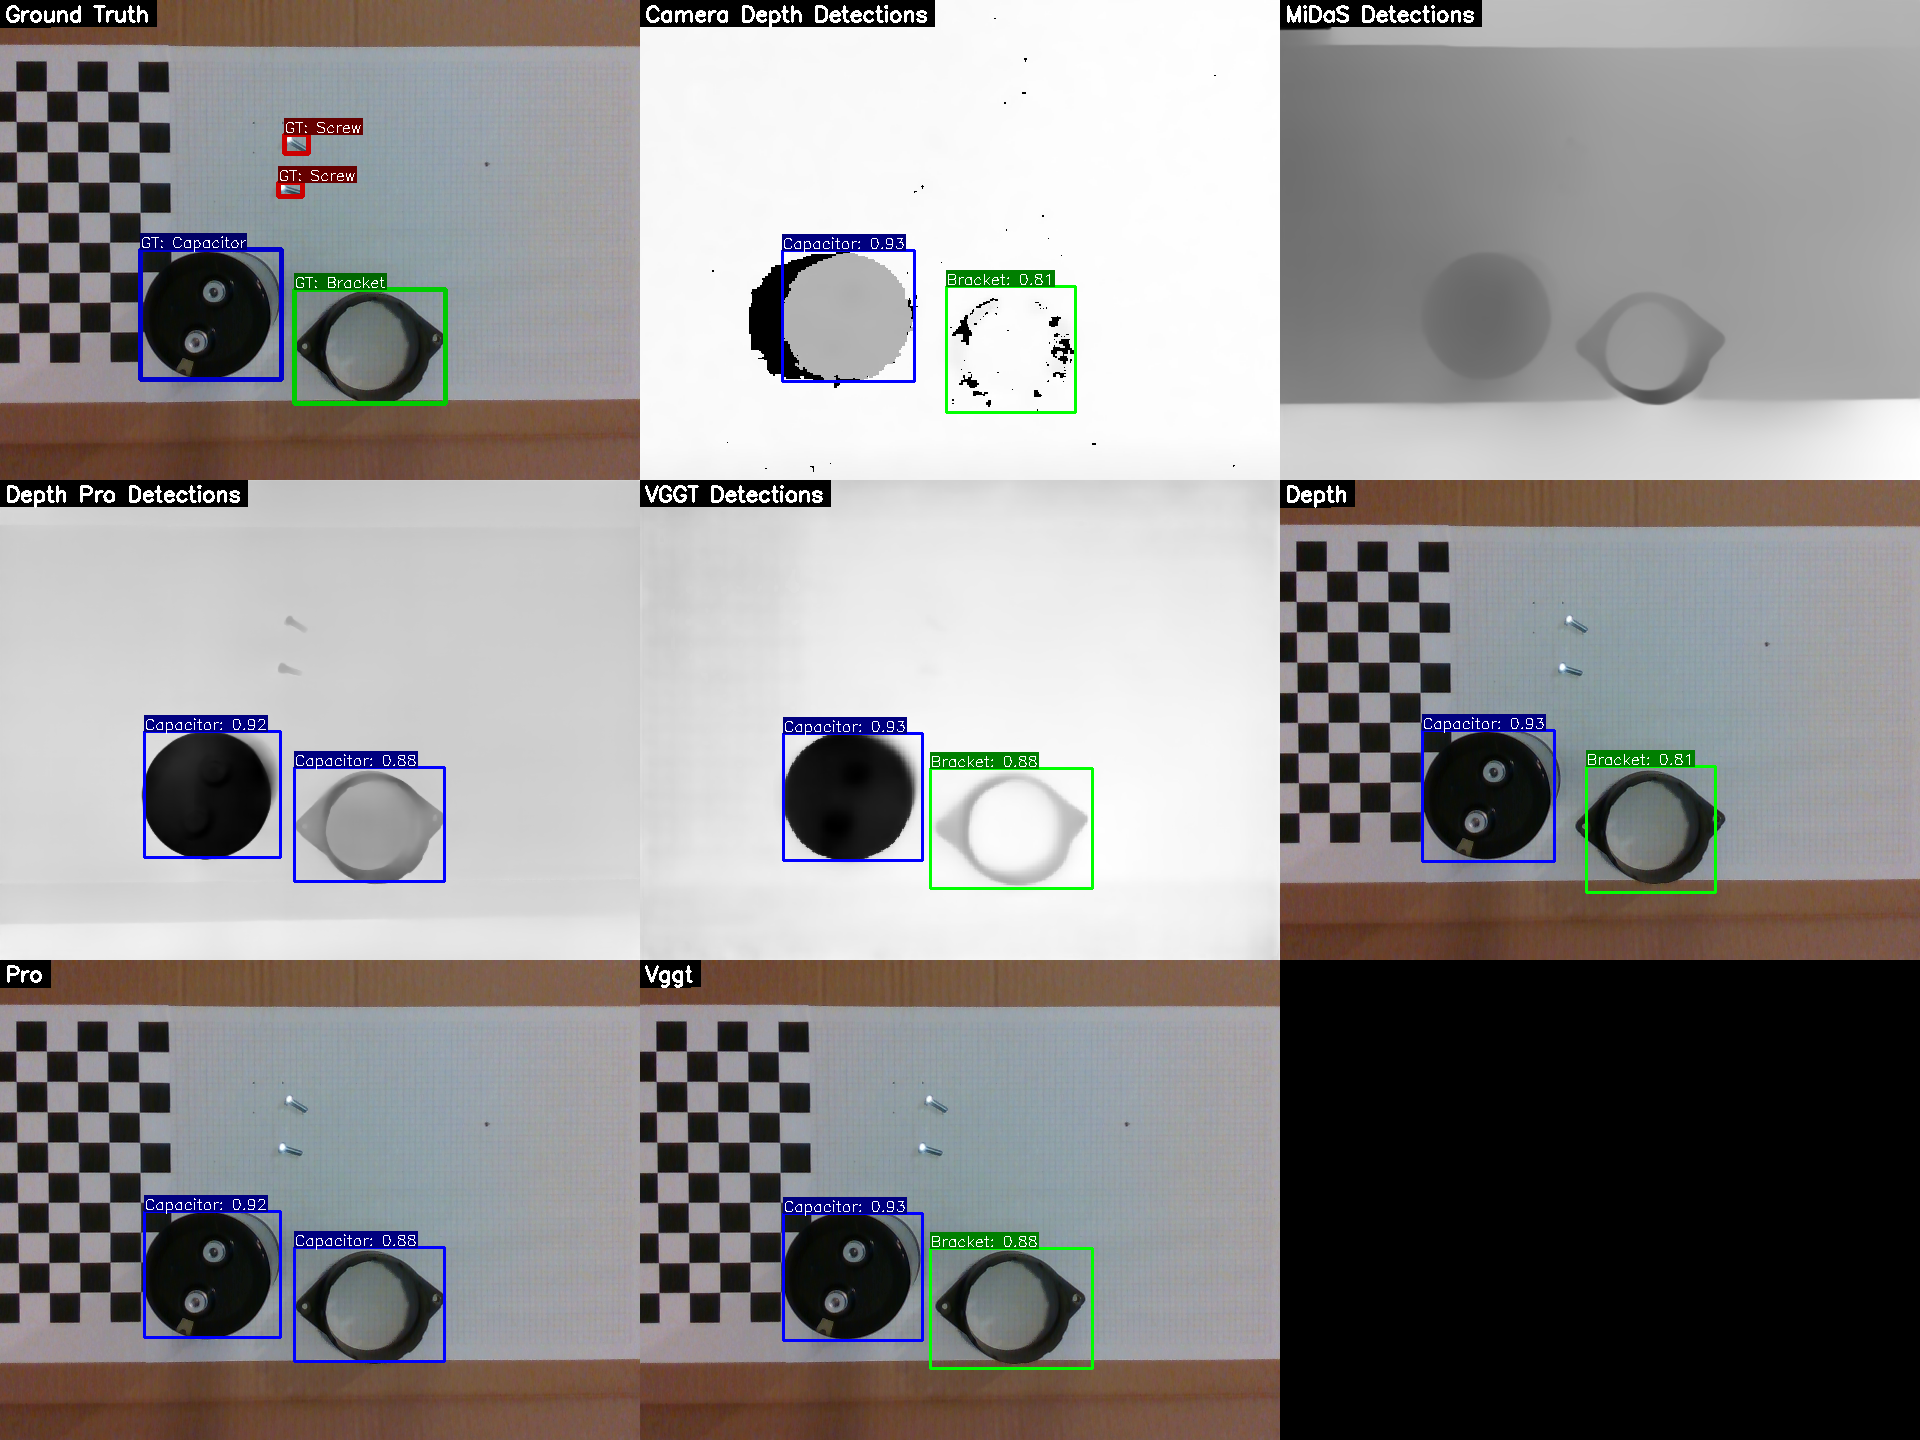 Ground Truth
GT: Screw
GT: Screw
GT: Capacitor
GT: Bracket
Camera Depth Detections
Capacitor: 0.93
Bracket: 0.81
MiDaS Detections
Depth Pro Detections
Capacitor: 0.92
Capacitor: 0.88
VGGT Detections
Capacitor: 0.93
Bracket: 0.88
Depth
Capacitor: 0.93
Bracket: 0.81
Pro
Capacitor: 0.92
Capacitor: 0.88
Vggt
Capacitor: 0.93
Bracket: 0.88